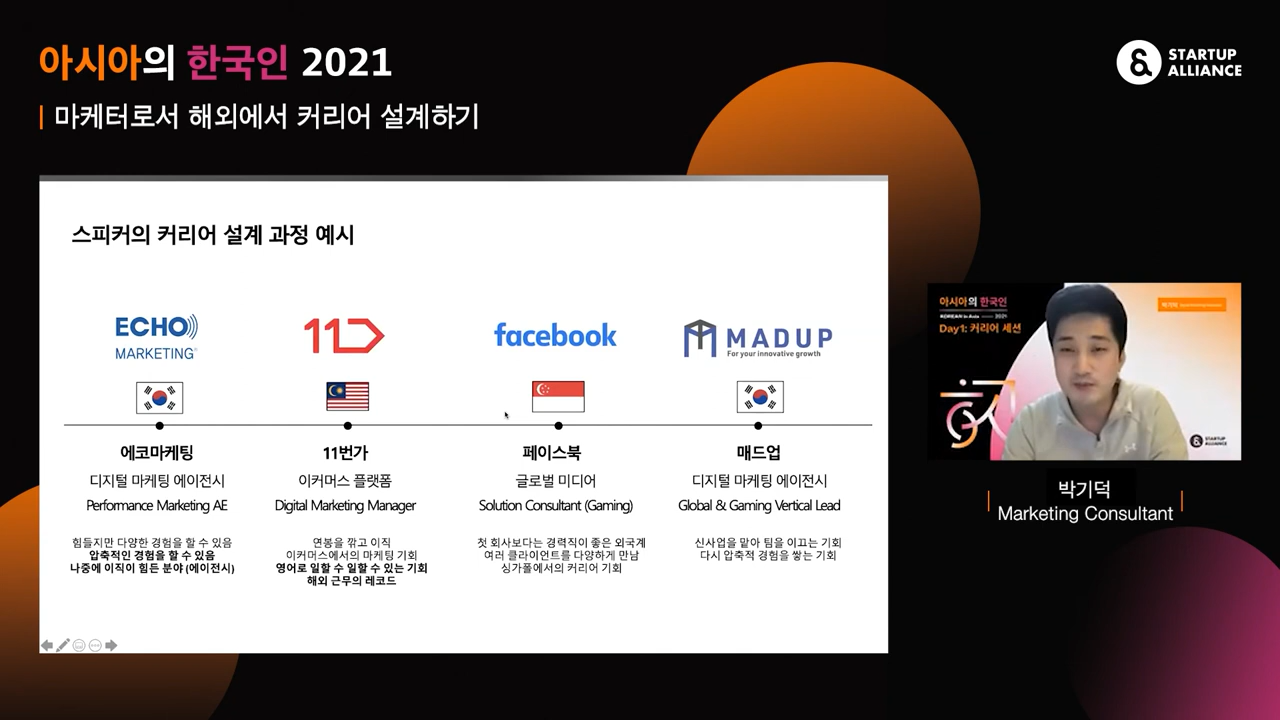 아시아의 한국인 2021
마케터로서 해외에서 커리어 설계하기
STARTUP
ALLIANCE
스피커의 커리어 설계 과정 예시
ECHO
MARKETING
11
facebook
MADUP
For your innovative growth
에코마케팅
11번가
페이스북
매드업
디지털 마케팅 에이전시
이커머스 플랫폼
글로벌 미디어
디지털 마케팅 에이전시
Performance Marketing AE
Digital Marketing Manager
Solution Consultant (Gaming)
Global & Gaming Vertical Lead
힘들지만 다양한 경험을 할 수 있음
압축적인 경험을 할 수 있음
나중에 이직이 힘든 분야 (에이전시)
연봉을 깎고 이직
이커머스에서의 마케팅 기회
영어로 일할 수 일할 수 있는 기회
해외 근무의 레코드
첫 회사보다는 경력직이 좋은 외국계
여러 클라이언트를 다양하게 만남
싱가폴에서의 커리어 기회
신사업을 맡아 팀을 이끄는 기회
다시 압축적 경험을 쌓는 기회
아시아의 한국인
KOREAN in Asia 2021
Day1: 커리어 세션
박기덕
STARTUP
ALLIANCE
박기덕
Marketing Consultant